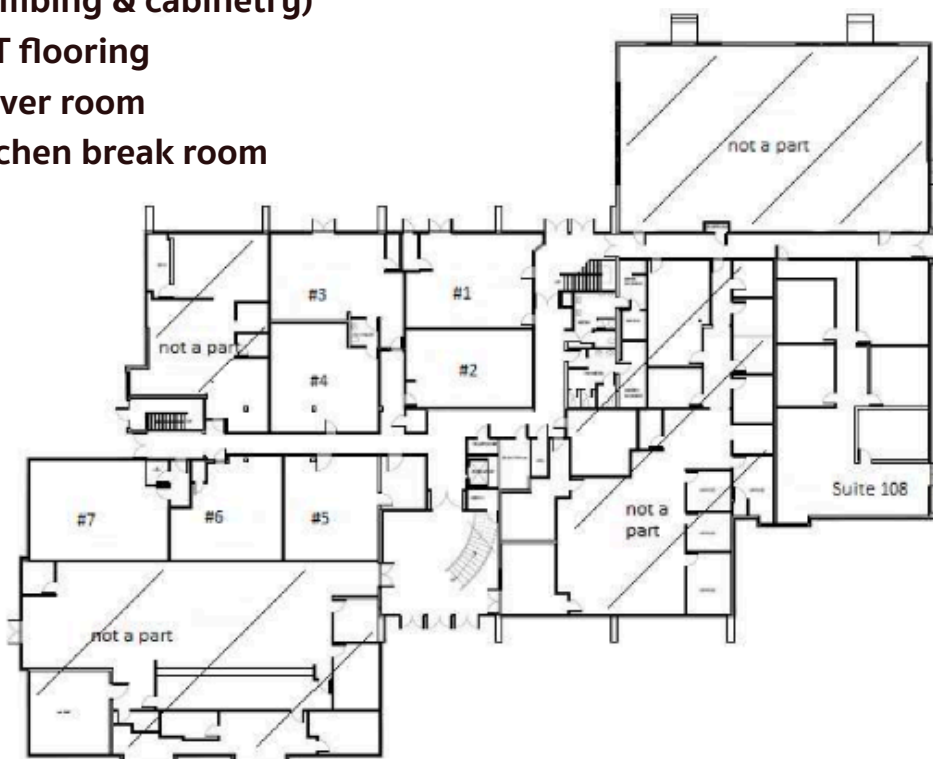 mbing & cabinetry)
T flooring
ver room
chen break room
not a part
#3
#1
not a part
#4
#2
Suite 108
#7
#6
#5
not a
part
not a part